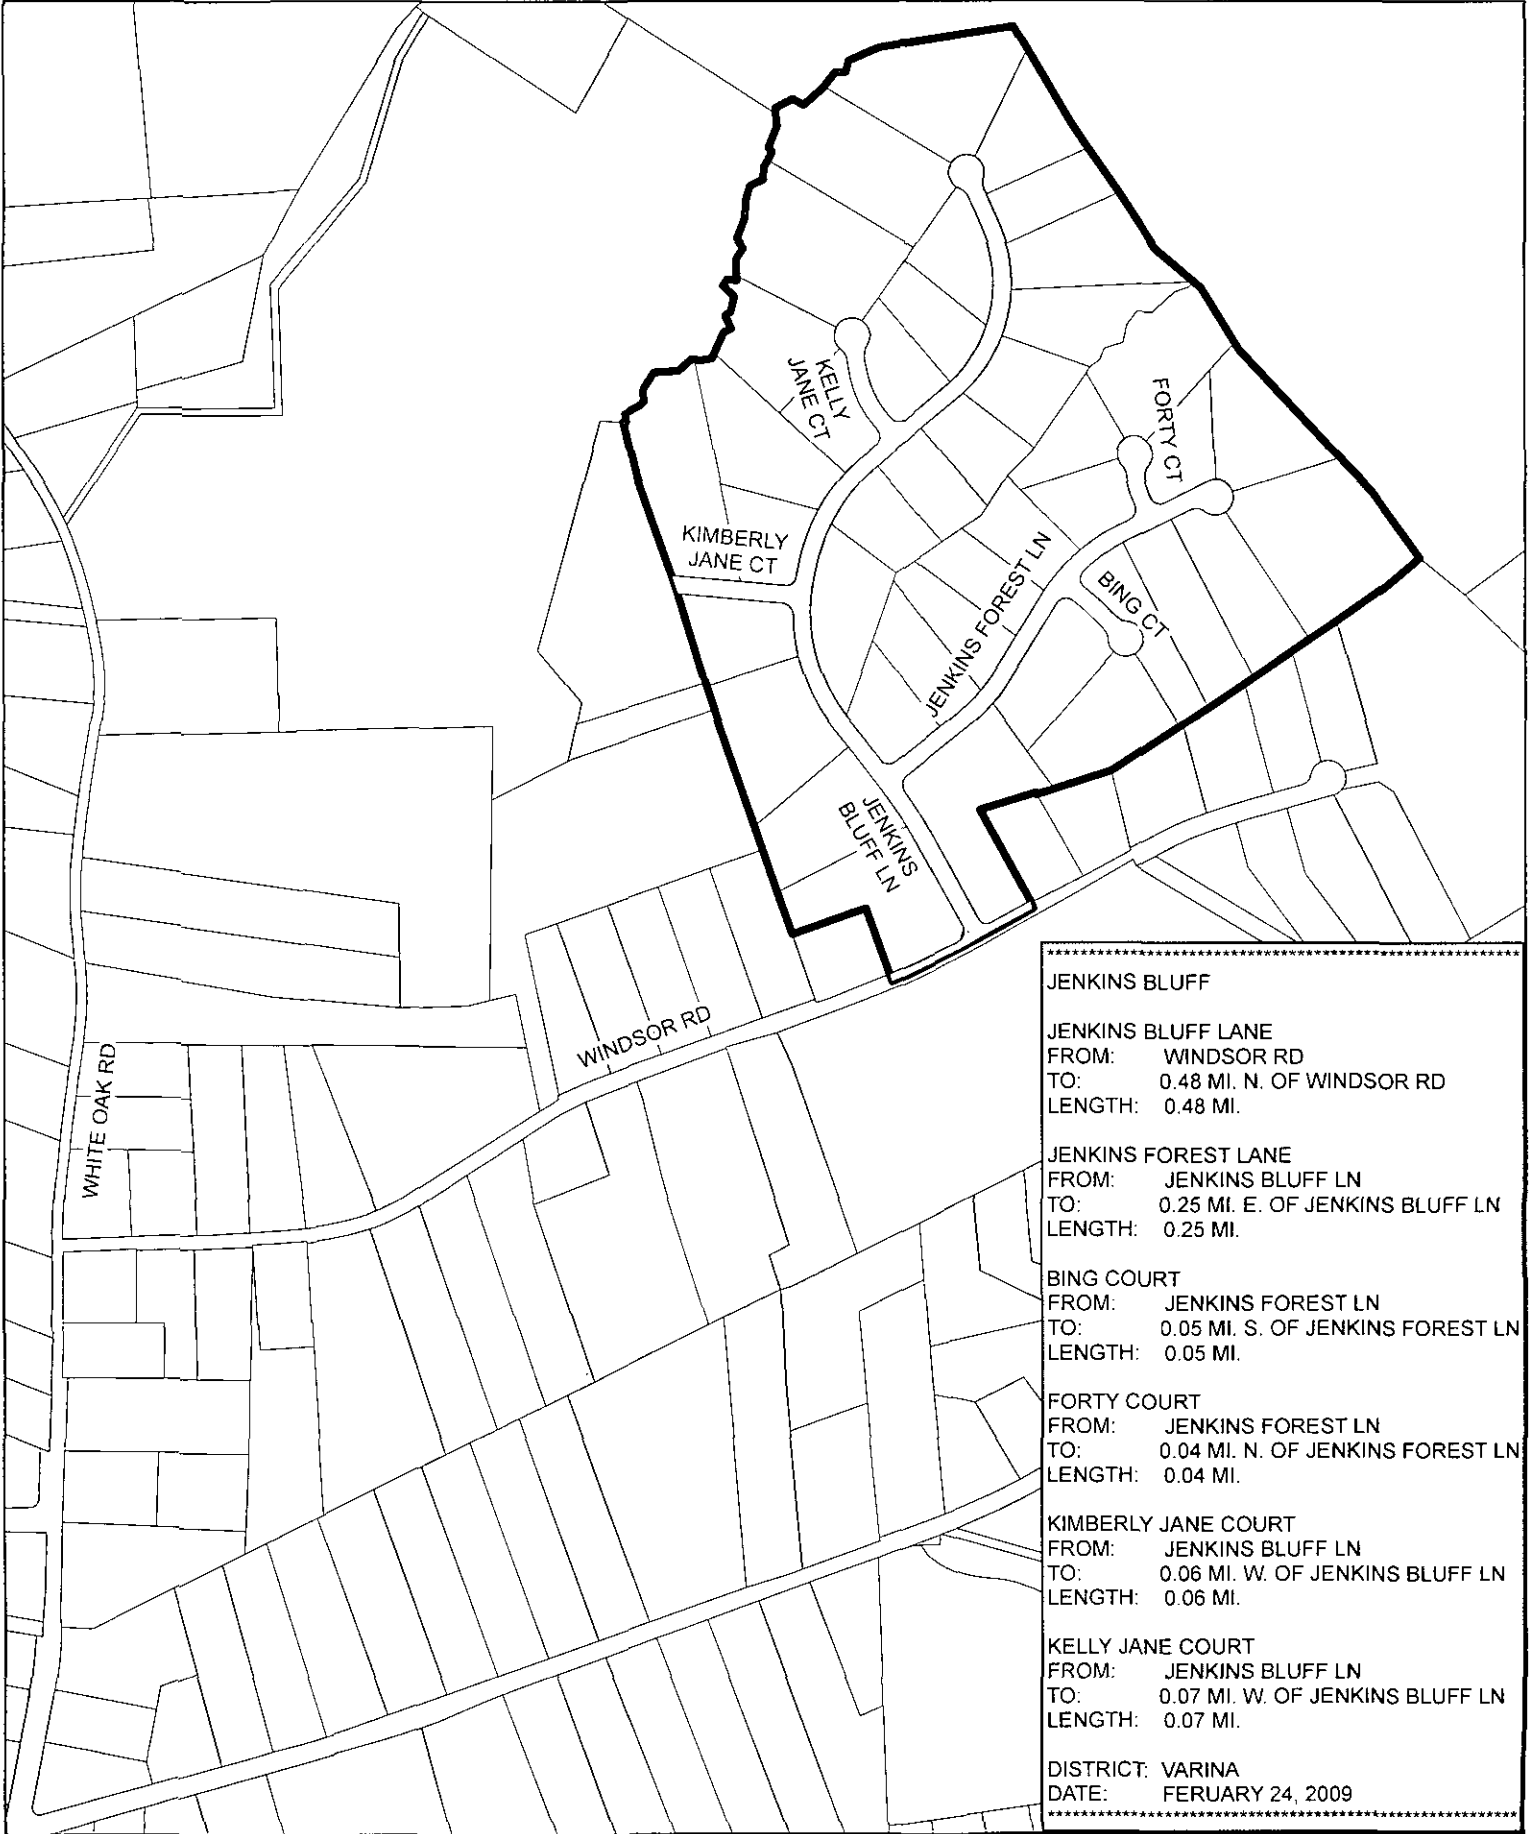 KELLY
JANE CT
FORTY CT
KIMBERLY
JANE CT
JENKINS FOREST LN
BING CT
JENKINS
BLUFF LN
WINDSOR RD
WHITE OAK RD
************************************************************
JENKINS BLUFF
JENKINS BLUFF LANE
FROM: WINDSOR RD
TO: 0.48 MI. N. OF WINDSOR RD
LENGTH: 0.48 MI.
JENKINS FOREST LANE
FROM: JENKINS BLUFF LN
TO: 0.25 MI. E. OF JENKINS BLUFF LN
LENGTH: 0.25 MI.
BING COURT
FROM: JENKINS FOREST LN
TO: 0.05 MI. S. OF JENKINS FOREST LN
LENGTH: 0.05 MI.
FORTY COURT
FROM: JENKINS FOREST LN
TO: 0.04 MI. N. OF JENKINS FOREST LN
LENGTH: 0.04 MI.
KIMBERLY JANE COURT
FROM: JENKINS BLUFF LN
TO: 0.06 MI. W. OF JENKINS BLUFF LN
LENGTH: 0.06 MI.
KELLY JANE COURT
FROM: JENKINS BLUFF LN
TO: 0.07 MI. W. OF JENKINS BLUFF LN
LENGTH: 0.07 MI.
DISTRICT: VARINA
DATE: FERUARY 24, 2009
************************************************************